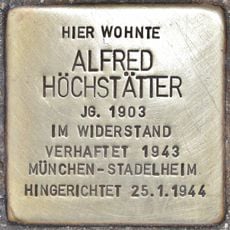 HIER WOHNTE
ALFRED
HÖCHSTÄTTER
JG. 1903
IM WIDERSTAND
VERHAFTET 1943
MÜNCHEN-STADELHEIM
HINGERICHTET 25.1.1944